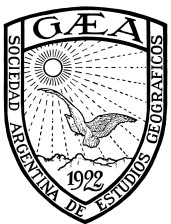 GÆA
SOCIEDAD ARGENTINA DE ESTUDIOS GEOGRAFICOS
1922